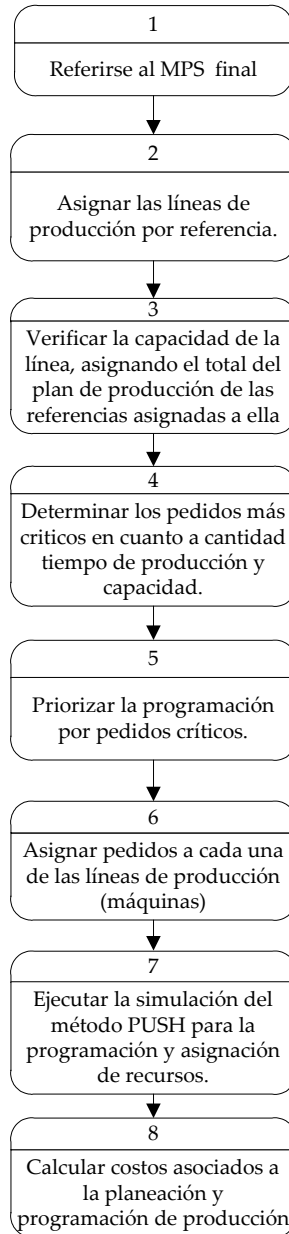 1
Referirse al MPS final
2
Asignar las líneas de
producción por referencia.
3
Verificar la capacidad de la
línea, asignando el total del
plan de producción de las
referencias asignadas a ella
4
Determinar los pedidos más
criticos en cuanto a cantidad
tiempo de producción y
capacidad.
5
Priorizar la programación
por pedidos críticos.
6
Asignar pedidos a cada una
de las líneas de producción
(máquinas)
7
Ejecutar la simulación del
método PUSH para la
programación y asignación
de recursos.
8
Calcular costos asociados a
la planeación y
programación de producción